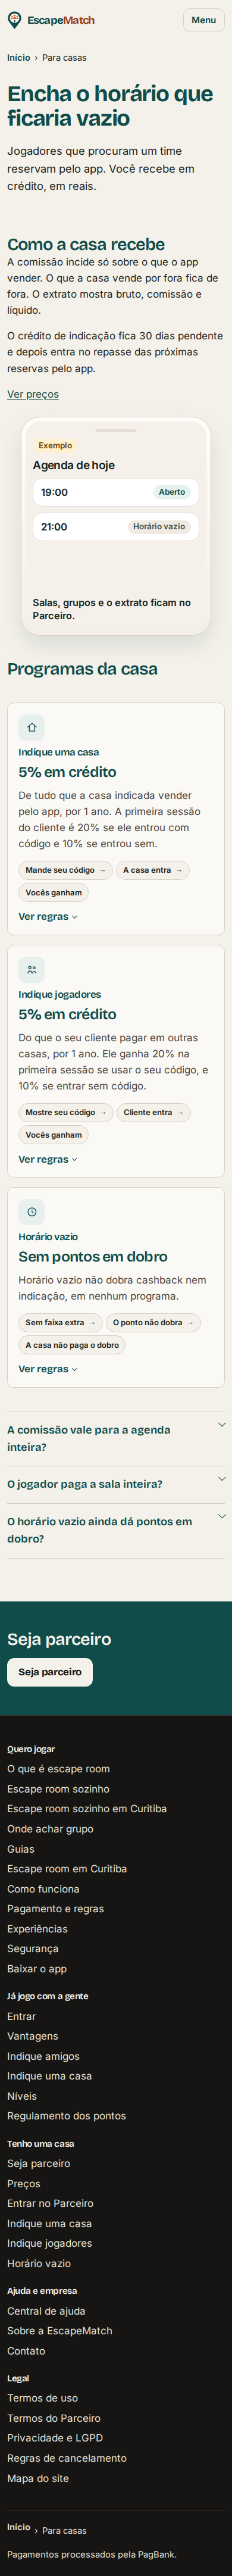 EscapeMatch
Menu
Início › Para casas
Encha o horário que
ficaria vazio
Jogadores que procuram um time
reservam pelo app. Você recebe em
crédito, em reais.
Como a casa recebe
A comissão incide só sobre o que o app
vender. O que a casa vende por fora fica de
fora. O extrato mostra bruto, comissão e
líquido.
O crédito de indicação fica 30 dias pendente
e depois entra no repasse das próximas
reservas pelo app.
Ver preços
Exemplo
Agenda de hoje
19:00 Aberto
21:00 Horário vazio
Salas, grupos e o extrato ficam no
Parceiro.
Programas da casa
Indique uma casa
5% em crédito
De tudo que a casa indicada vender
pelo app, por 1 ano. A primeira sessão
do cliente é 20% se ele entrou com
código e 10% se entrou sem.
Mande seu código → A casa entra →
Vocês ganham
Ver regras
Indique jogadores
5% em crédito
Do que o seu cliente pagar em outras
casas, por 1 ano. Ele ganha 20% na
primeira sessão se usar o seu código, e
10% se entrar sem código.
Mostre seu código → Cliente entra →
Vocês ganham
Ver regras
Horário vazio
Sem pontos em dobro
Horário vazio não dobra cashback nem
indicação, em nenhum programa.
Sem faixa extra → O ponto não dobra →
A casa não paga o dobro
Ver regras
A comissão vale para a agenda
inteira?
O jogador paga a sala inteira?
O horário vazio ainda dá pontos em
dobro?
Seja parceiro
Seja parceiro
Quero jogar
O que é escape room
Escape room sozinho
Escape room sozinho em Curitiba
Onde achar grupo
Guias
Escape room em Curitiba
Como funciona
Pagamento e regras
Experiências
Segurança
Baixar o app
Já jogo com a gente
Entrar
Vantagens
Indique amigos
Indique uma casa
Níveis
Regulamento dos pontos
Tenho uma casa
Seja parceiro
Preços
Entrar no Parceiro
Indique uma casa
Indique jogadores
Horário vazio
Ajuda e empresa
Central de ajuda
Sobre a EscapeMatch
Contato
Legal
Termos de uso
Termos do Parceiro
Privacidade e LGPD
Regras de cancelamento
Mapa do site
Início › Para casas
Pagamentos processados pela PagBank.